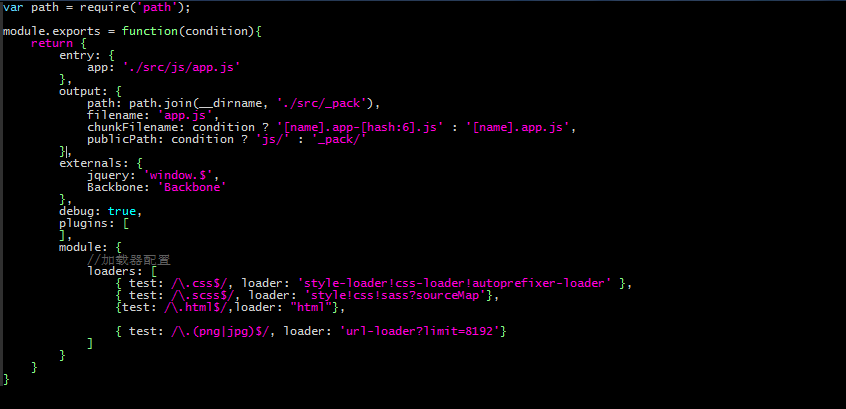 var path = require('path');
module.exports = function(condition){
return {
entry: {
app: './src/js/app.js'
},
output: {
path: path.join(__dirname, './src/_pack'),
filename: 'app.js',
chunkFilename: condition ? '[name].app-[hash:6].js' : '[name].app.js',
publicPath: condition ? 'js/' : '_pack/'
},
externals: {
jquery: 'window.$',
Backbone: 'Backbone'
},
debug: true,
plugins: [
],
module: {
//加载器配置
loaders: [
{ test: /\.css$/, loader: 'style-loader!css-loader!autoprefixer-loader' },
{ test: /\.scss$/, loader: 'style!css!sass?sourceMap'},
{test: /\.html$/,loader: "html"},
{ test: /\.(png|jpg)$/, loader: 'url-loader?limit=8192'}
]
}
}
}